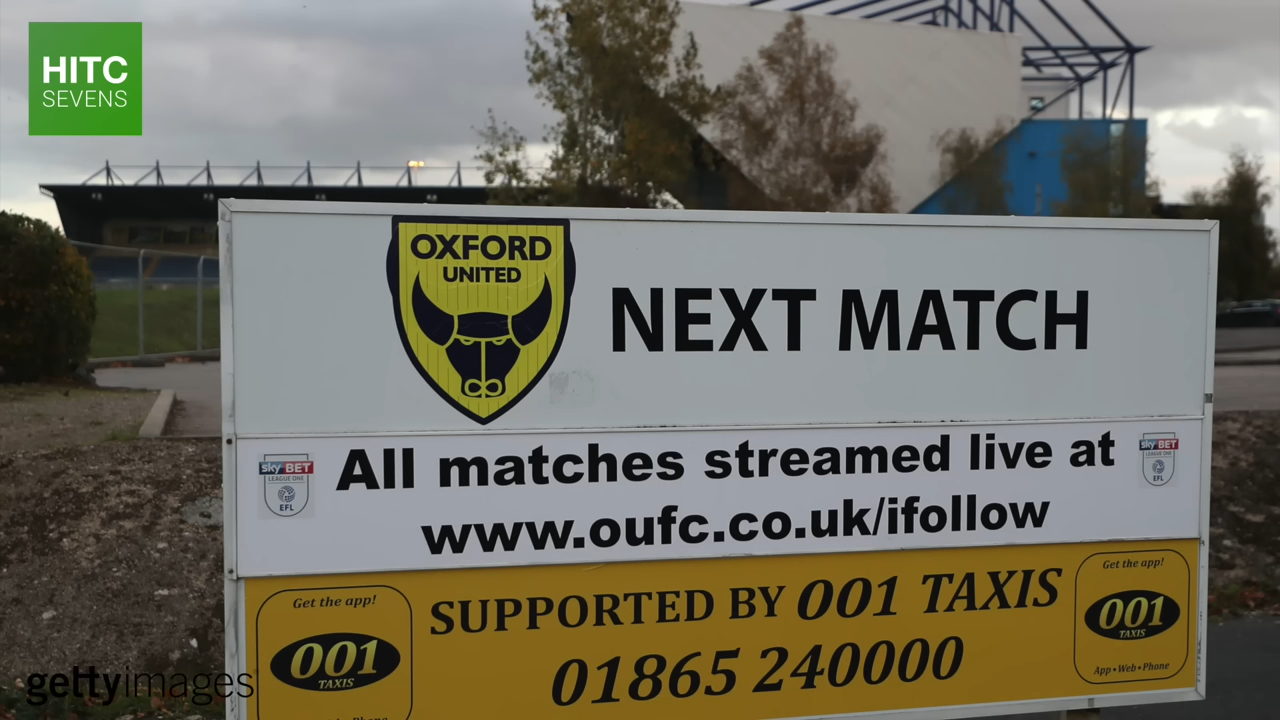 HITC
SEVENS
OXFORD
UNITED
NEXT MATCH
sky BET
LEAGUE ONE
EFL
All matches streamed live at
www.oufc.co.uk/ifollow
sky BET
LEAGUE ONE
EFL
Get the app!
001
TAXIS
SUPPORTED BY 001 TAXIS
01865 240000
Get the app!
001
TAXIS
App • Web • Phone
gettyimages
Phone